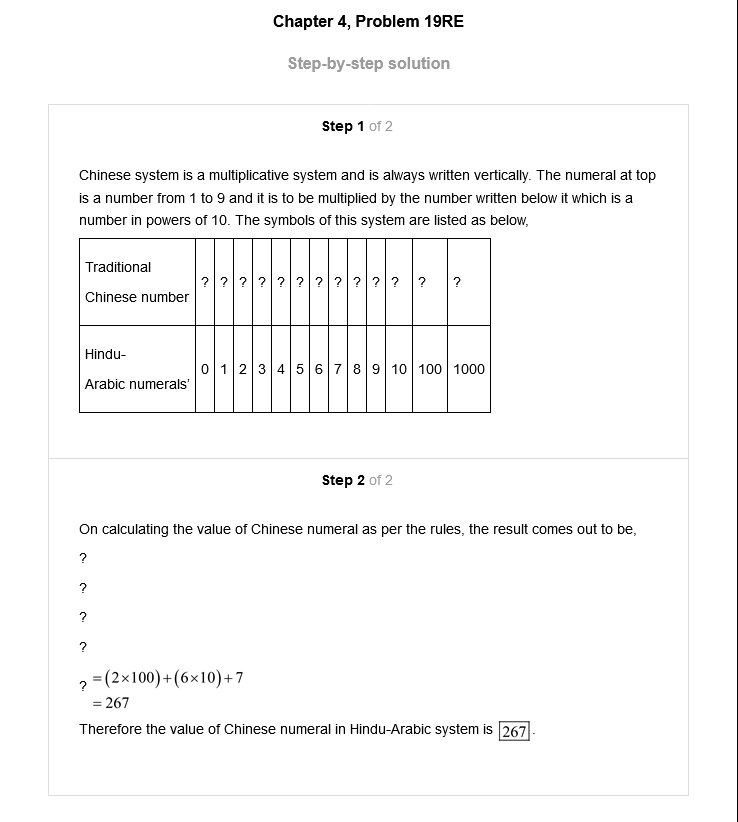 Chapter 4, Problem 19RE
Step-by-step solution
Step 1 of 2
Chinese system is a multiplicative system and is always written vertically. The numeral at top
is a number from 1 to 9 and it is to be multiplied by the number written below it which is a
number in powers of 10. The symbols of this system are listed as below,
Traditional
Chinese number
? ? ? ? ? ? ? ? ? ? ? ? ?
Hindu-
Arabic numerals'
0 1 2 3 4 5 6 7 8 9 10 100 1000
Step 2 of 2
On calculating the value of Chinese numeral as per the rules, the result comes out to be,
?
?
?
?
? =(2×100)+(6×10)+7
=267
Therefore the value of Chinese numeral in Hindu-Arabic system is 267.